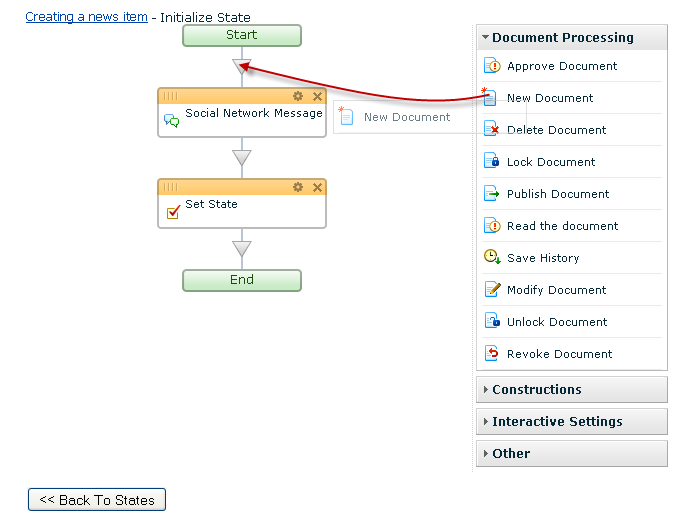 Creating a news item - Initialize State
Start
Social Network Message
Set State
End
New Document
Document Processing
Approve Document
New Document
Delete Document
Lock Document
Publish Document
Read the document
Save History
Modify Document
Unlock Document
Revoke Document
Constructions
Interactive Settings
Other
<< Back To States